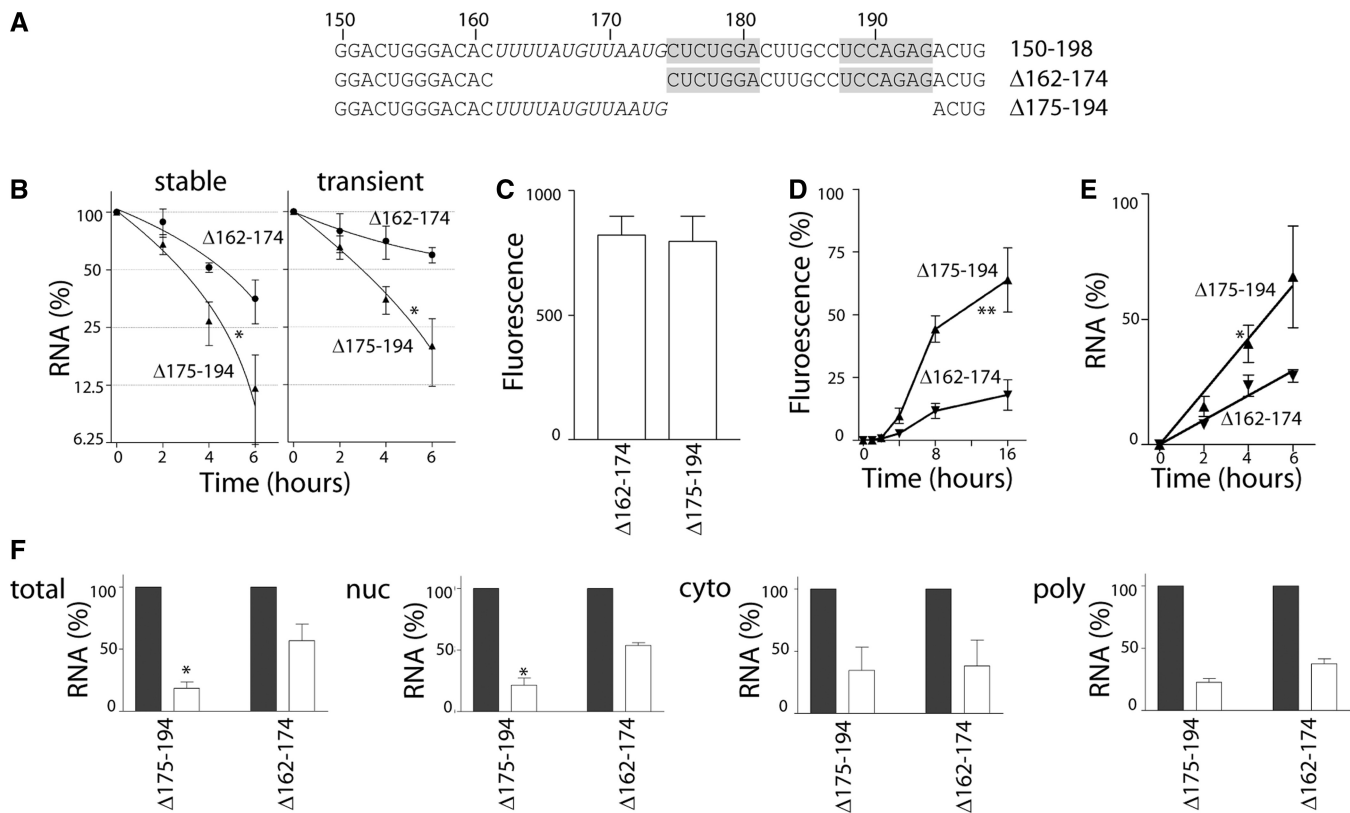 A
150 160 170 180 190
GGACUGGGACACUUUUAUGUUAAUGCUCUGGACUUGCCUCCAGAGACUG 150-198
GGACUGGGACAC CUCUGGACUUGCCUCCAGAGACUG Δ162-174
GGACUGGGACACUUUUAUGUUAAUG ACUG Δ175-194
B
stable transient
RNA (%)
100
50
25
12.5
6.25
Δ162-174
*
Δ175-194
0 2 4 6
Δ162-174
*
Δ175-194
0 2 4 6
Time (hours)
C
Fluorescence
1000
500
0
Δ162-174
Δ175-194
D
Fluroescence (%)
100
75
50
25
0
Δ175-194
**
Δ162-174
0 8 16
Time (hours)
E
RNA (%)
100
50
0
Δ175-194
*
Δ162-174
0 2 4 6
Time (hours)
F
total
RNA (%)
100
50
0
*
Δ175-194
Δ162-174
nuc
RNA (%)
100
50
0
*
Δ175-194
Δ162-174
cyto
RNA (%)
100
50
0
Δ175-194
Δ162-174
poly
RNA (%)
100
50
0
Δ175-194
Δ162-174